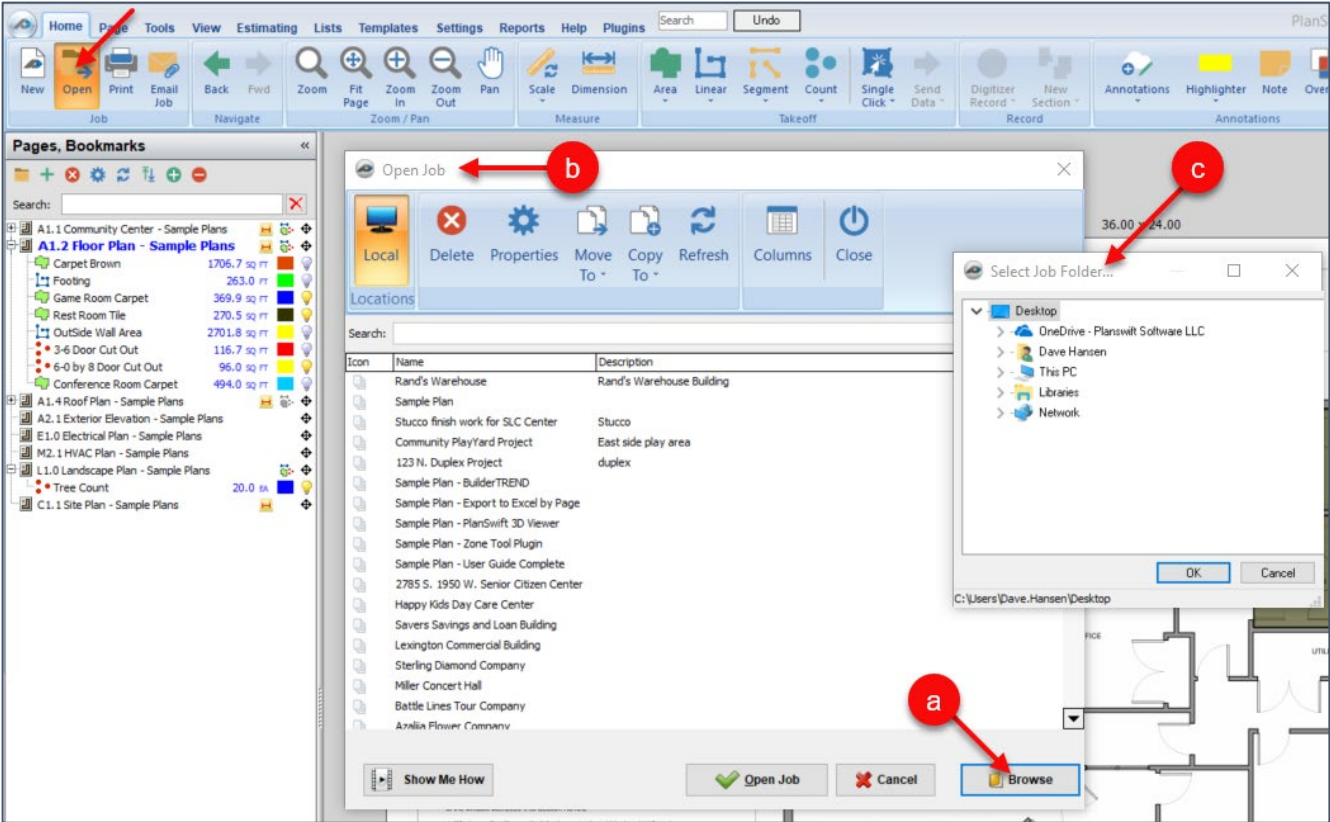 Home Page Tools View Estimating Lists Templates Settings Reports Help Plugins Search Undo
PlanS
New Open Print Email Job Back Fwd Zoom Fit Page Zoom In Zoom Out Pan Scale Dimension Area Linear Segment Count Single Click Send Data Digitizer Record New Section Annotations Highlighter Note Over
Job Navigate Zoom / Pan Measure Takeoff Record Annotations
Pages, Bookmarks
Search:
A1.1 Community Center - Sample Plans
A1.2 Floor Plan - Sample Plans
Carpet Brown 1706.7 SQ FT
Footing 263.0 FT
Game Room Carpet 369.9 SQ FT
Rest Room Tile 270.5 SQ FT
OutSide Wall Area 2701.8 SQ FT
3-6 Door Cut Out 116.7 SQ FT
6-0 by 8 Door Cut Out 96.0 SQ FT
Conference Room Carpet 494.0 SQ FT
A1.4 Roof Plan - Sample Plans
A2.1 Exterior Elevation - Sample Plans
E1.0 Electrical Plan - Sample Plans
M2.1 HVAC Plan - Sample Plans
L1.0 Landscape Plan - Sample Plans
Tree Count 20.0 EA
C1.1 Site Plan - Sample Plans
Open Job
b
Local Delete Properties Move To Copy To Refresh Columns Close
Locations
Search:
Icon Name Description
Rand's Warehouse Rand's Warehouse Building
Sample Plan
Stucco finish work for SLC Center Stucco
Community PlayYard Project East side play area
123 N. Duplex Project duplex
Sample Plan - BuilderTREND
Sample Plan - Export to Excel by Page
Sample Plan - PlanSwift 3D Viewer
Sample Plan - Zone Tool Plugin
Sample Plan - User Guide Complete
2785 S. 1950 W. Senior Citizen Center
Happy Kids Day Care Center
Savers Savings and Loan Building
Lexington Commercial Building
Sterling Diamond Company
Miller Concert Hall
Battle Lines Tour Company
Azalija Flower Company
a
Show Me How Open Job Cancel Browse
c
36.00 x 24.00
Select Job Folder...
Desktop
OneDrive - Planswift Software LLC
Dave Hansen
This PC
Libraries
Network
OK Cancel
C:\Users\Dave.Hansen\Desktop
FICE
UTIL